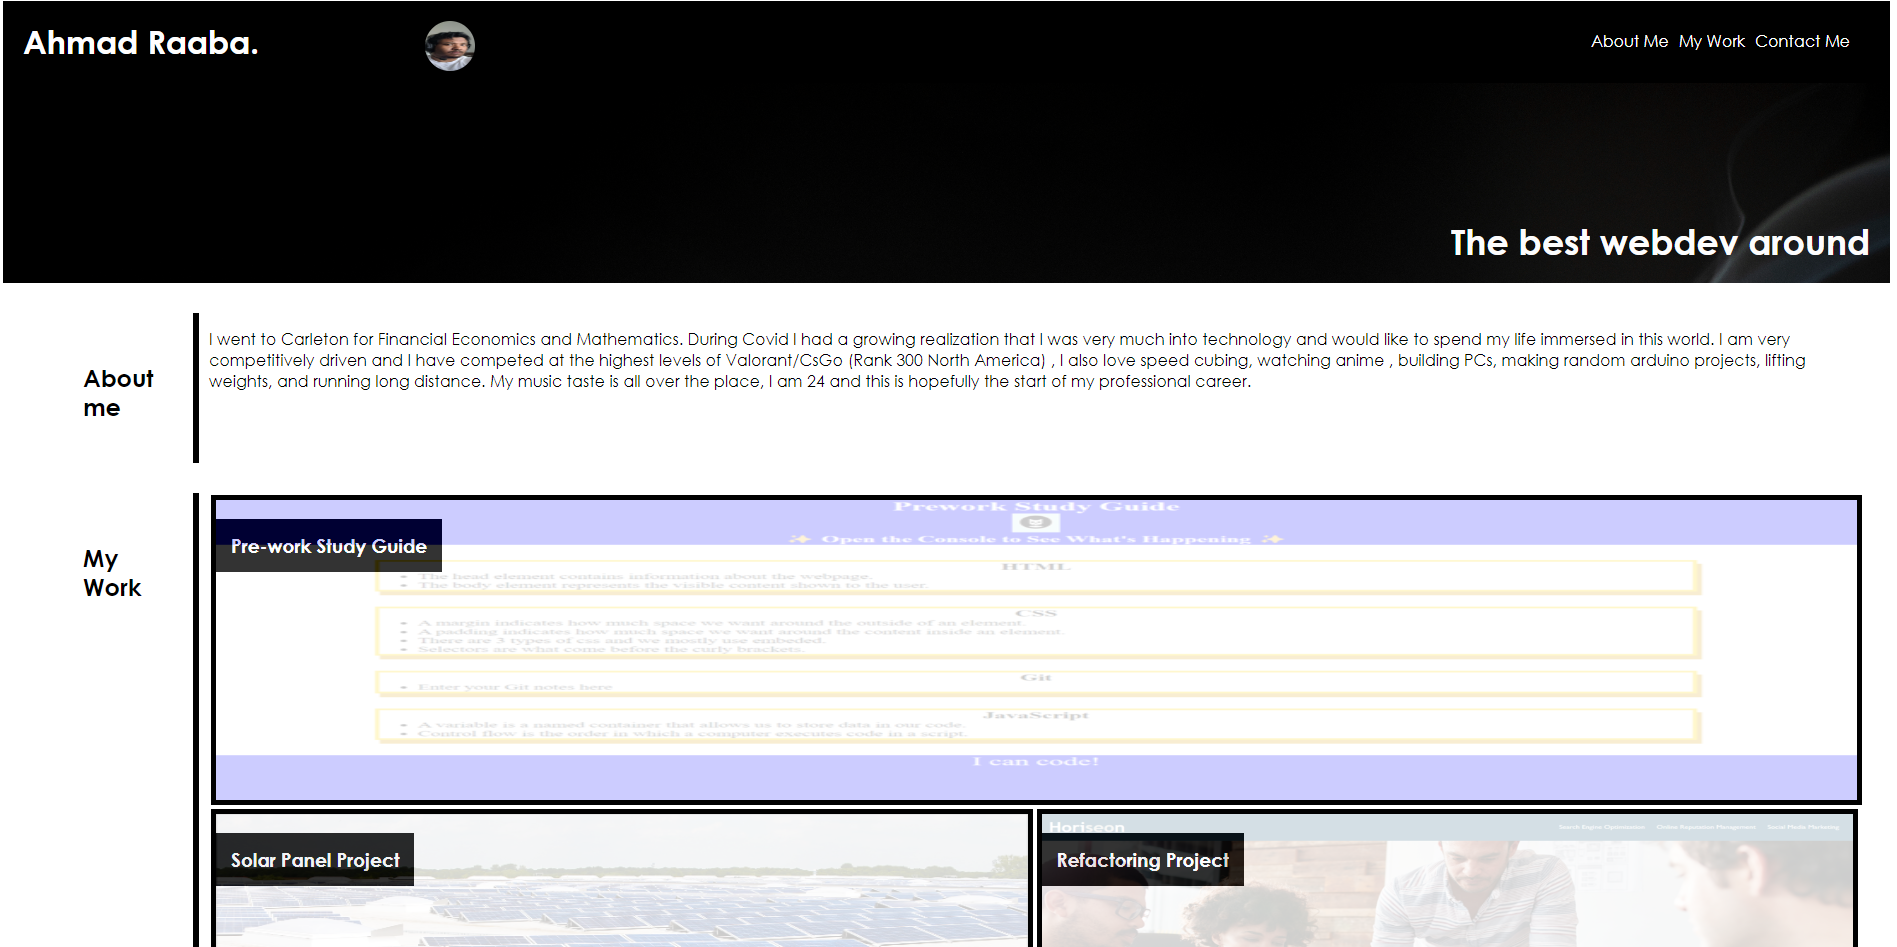 Ahmad Raaba.
About Me My Work Contact Me
The best webdev around
About
me
I went to Carleton for Financial Economics and Mathematics. During Covid I had a growing realization that I was very much into technology and would like to spend my life immersed in this world. I am very
competitively driven and I have competed at the highest levels of Valorant/CsGo (Rank 300 North America) , I also love speed cubing, watching anime , building PCs, making random arduino projects, lifting
weights, and running long distance. My music taste is all over the place, I am 24 and this is hopefully the start of my professional career.
My
Work
Prework Study Guide
✨ Open the Console to See What's Happening ✨
Pre-work Study Guide
HTML
• The head element contains information about the webpage.
• The body element represents the visible content shown to the user.
CSS
• A margin indicates how much space we want around the outside of an element.
• A padding indicates how much space we want around the content inside an element.
• There are 3 types of css and we mostly use embeded.
• Selectors are what come before the curly brackets.
Git
• Enter your Git notes here
JavaScript
• A variable is a named container that allows us to store data in our code.
• Control flow is the order in which a computer executes code in a script.
I can code!
Solar Panel Project
Horiseon
Search Engine Optimization Online Reputation Management Social Media Marketing
Refactoring Project